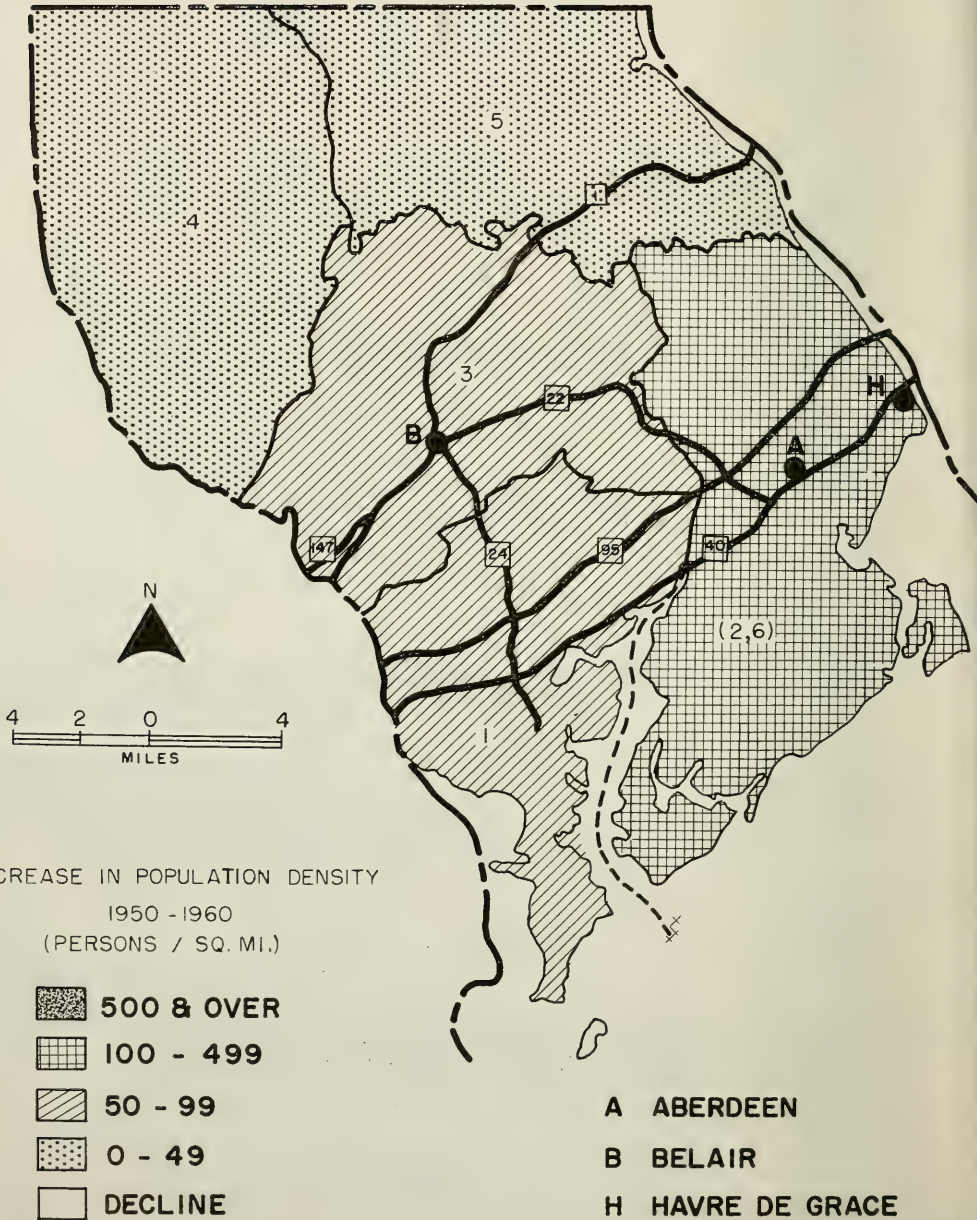 5
4
1
3
22
H
B
A
147
24
95
40
N
(2,6)
4 2 0 4
MILES
1
CREASE IN POPULATION DENSITY
1950 - 1960
(PERSONS / SQ. MI.)
500 & OVER
100 - 499
50 - 99
0 - 49
DECLINE
A ABERDEEN
B BELAIR
H HAVRE DE GRACE